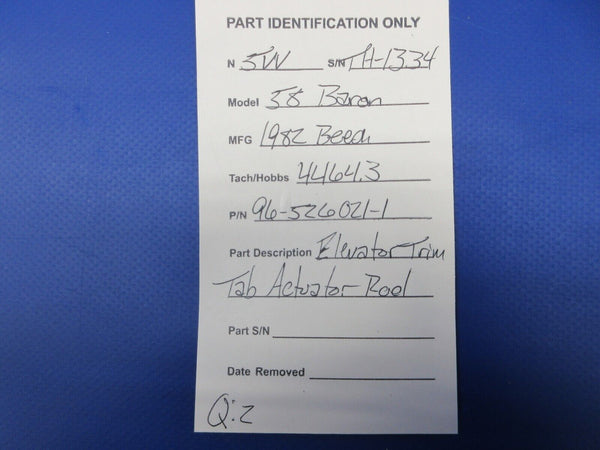 PART IDENTIFICATION ONLY
N 5VV S/N TH-1334
Model 58 Baron
MFG 1982 Beech
Tach/Hobbs 4464.3
P/N 96-526021-1
Part Description Elevator Trim
Tab Actuator Rod
Part S/N
Date Removed
Q:2